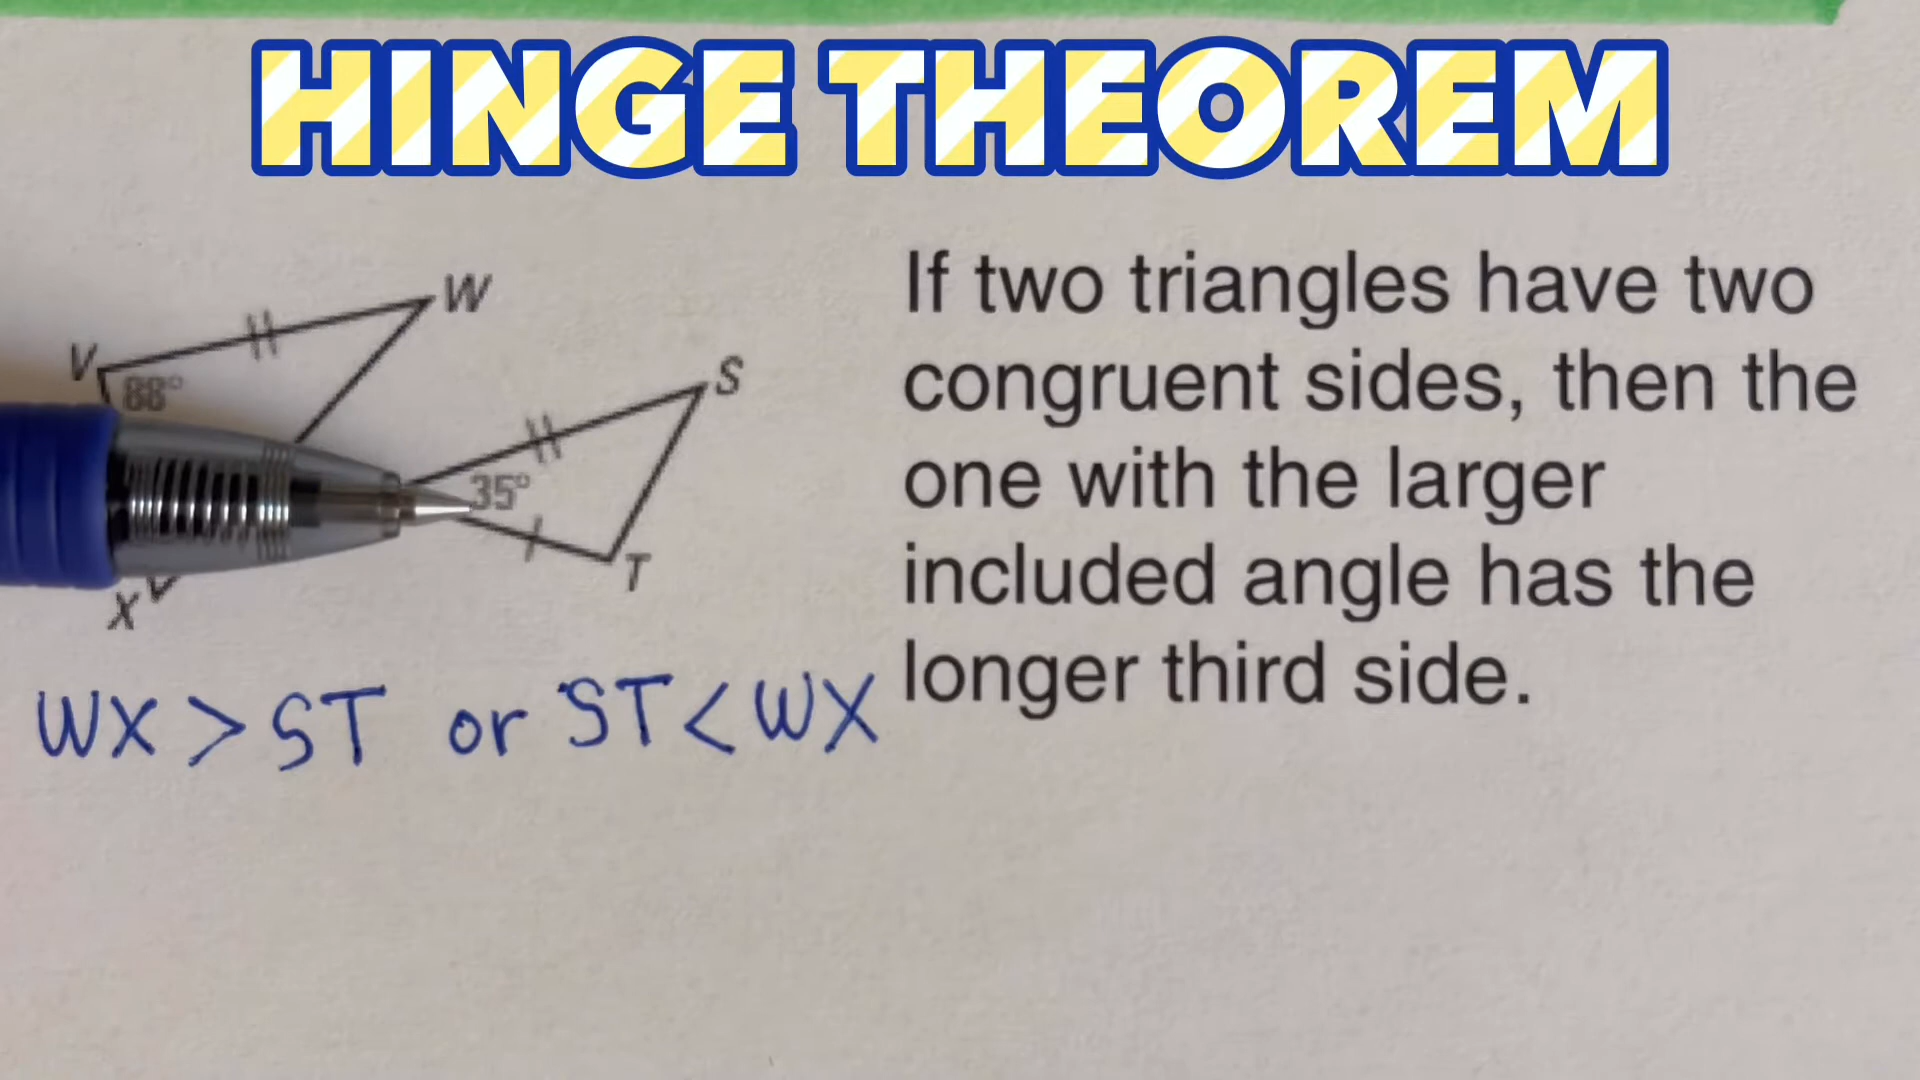 HINGE THEOREM
W
V
88°
S
35°
T
X
WX > ST or ST < WX
If two triangles have two
congruent sides, then the
one with the larger
included angle has the
longer third side.